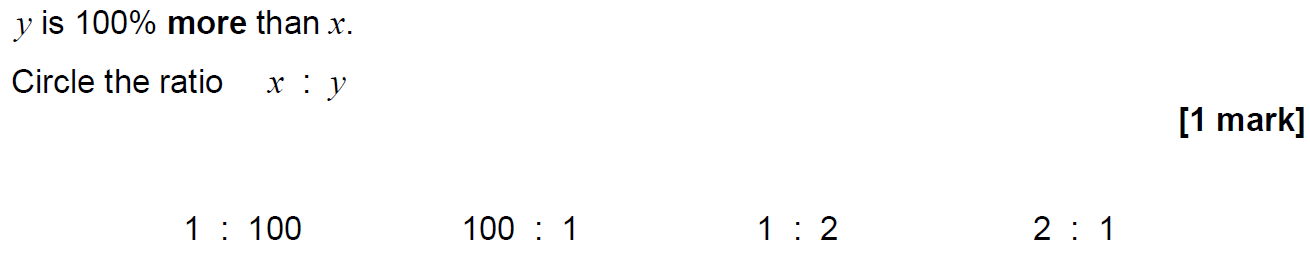 y is 100% more than x.
Circle the ratio x : y
[1 mark]
1 : 100 100 : 1 1 : 2 2 : 1